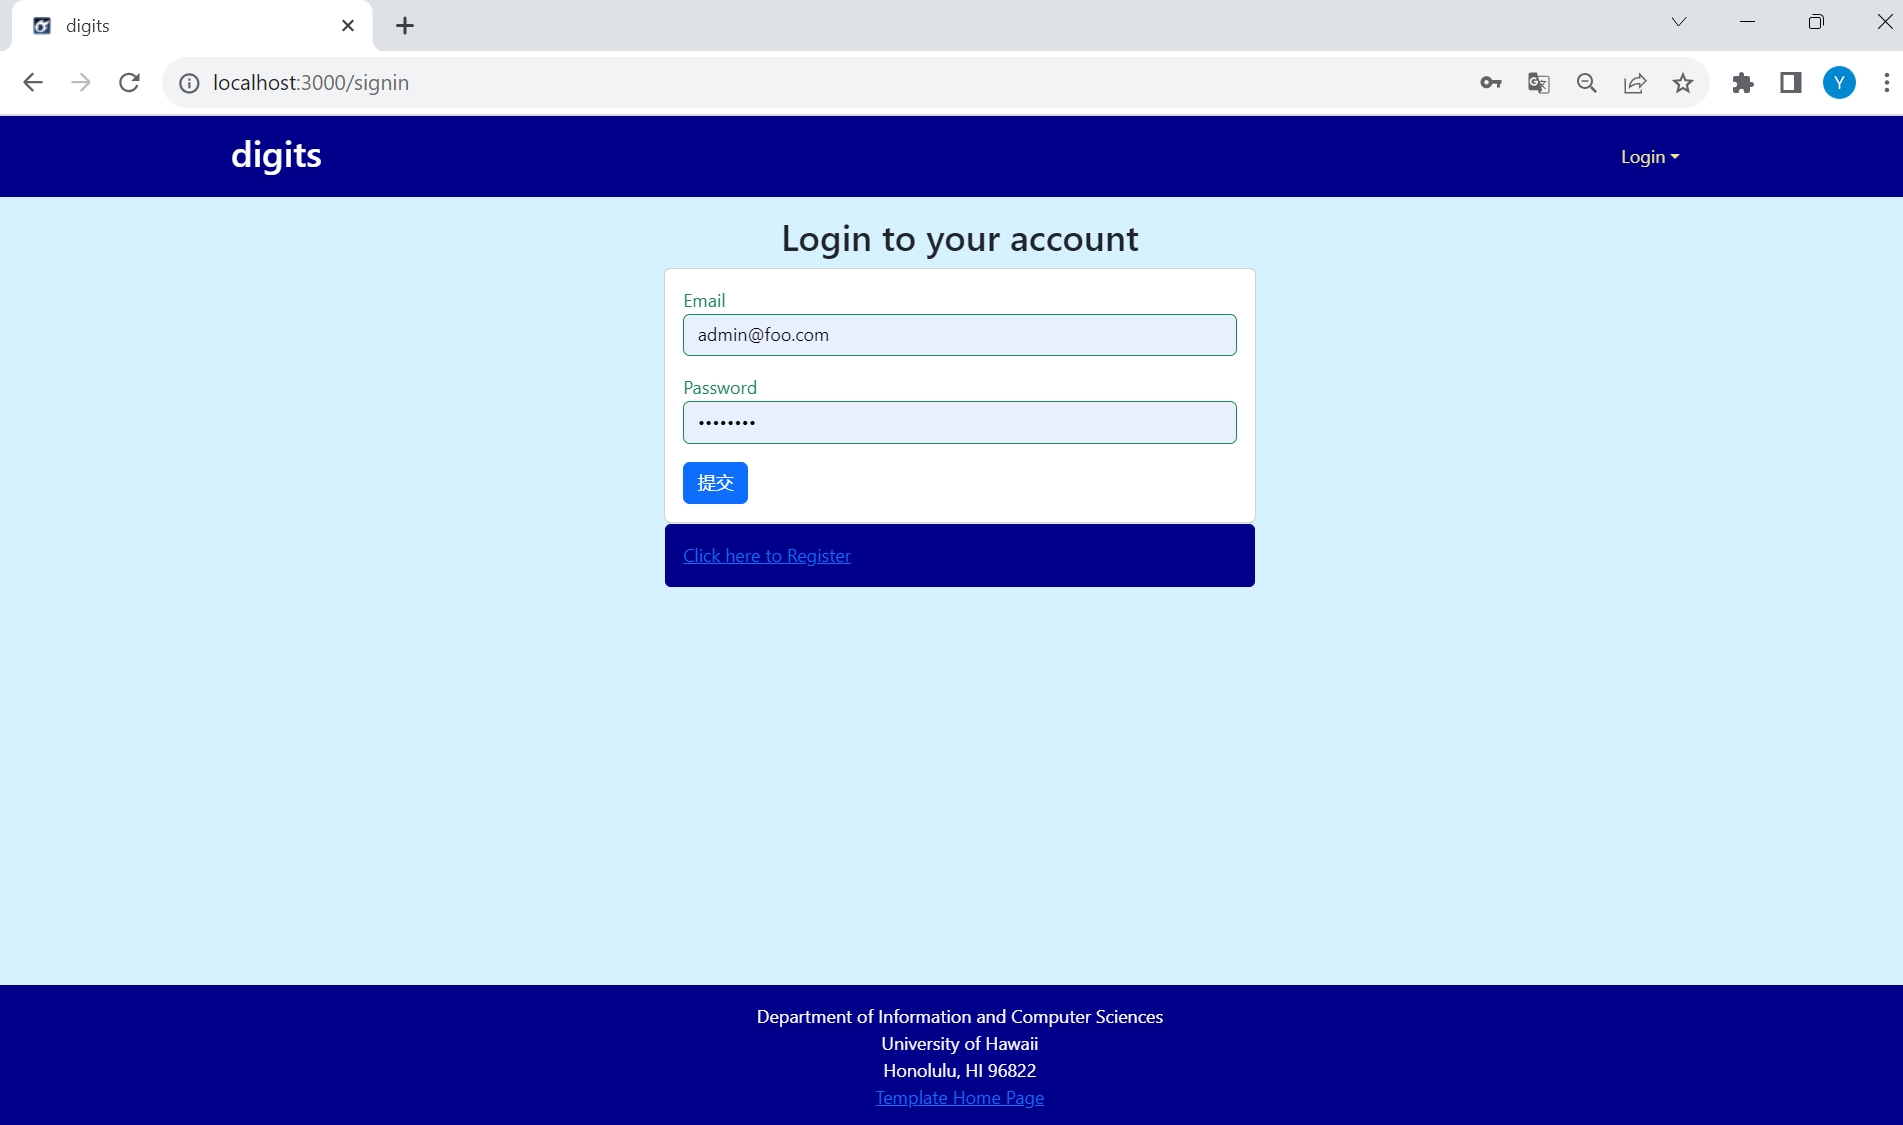 digits
localhost:3000/signin
Y
digits
Login
Login to your account
Email
admin@foo.com
Password
••••••••
提交
Click here to Register
Department of Information and Computer Sciences
University of Hawaii
Honolulu, HI 96822
Template Home Page